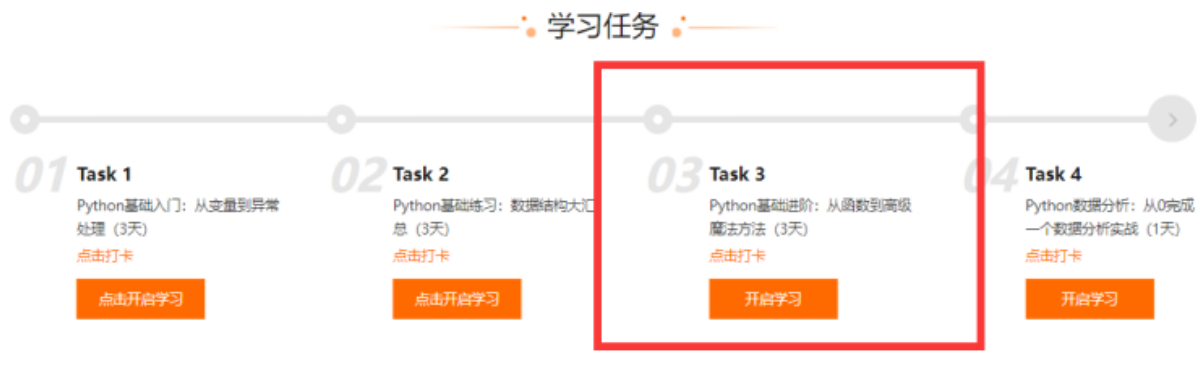 学习任务
01
Task 1
Python基础入门：从变量到异常
处理（3天）
点击打卡
点击开启学习
02
Task 2
Python基础练习：数据结构大汇
总（3天）
点击打卡
点击开启学习
03
Task 3
Python基础进阶：从函数到高级
魔法方法（3天）
点击打卡
开启学习
04
Task 4
Python数据分析：从0完成
一个数据分析实战（1天）
点击打卡
开启学习